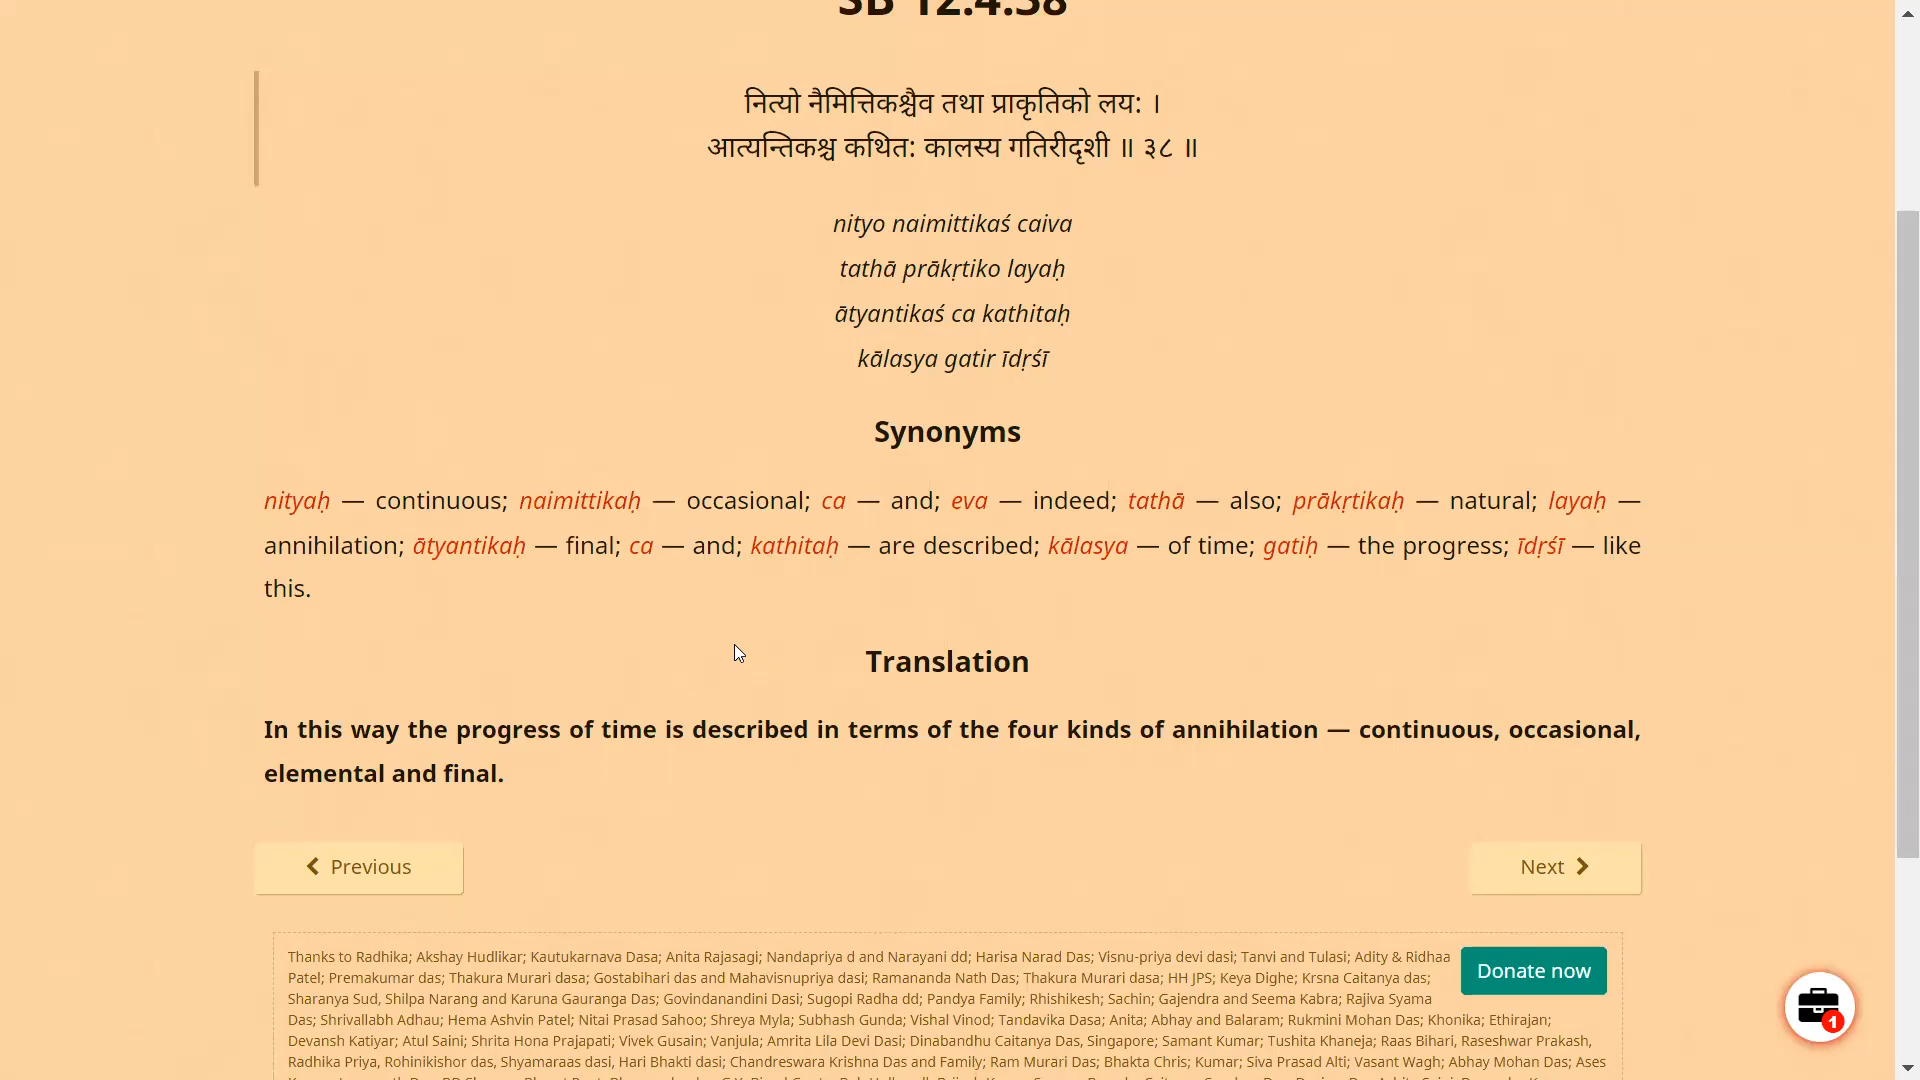 SB 12.4.38
नित्यो नैमित्तिकश्चैव तथा प्राकृतिको लय: ।
आत्यन्तिकश्च कथित: कालस्य गतिरीद‍ृशी ॥ ३८ ॥
nityo naimittikaś caiva
tathā prākṛtiko layaḥ
ātyantikaś ca kathitaḥ
kālasya gatir īdṛśī
Synonyms
nityaḥ — continuous; naimittikaḥ — occasional; ca — and; eva — indeed; tathā — also; prākṛtikaḥ — natural; layaḥ —
annihilation; ātyantikaḥ — final; ca — and; kathitaḥ — are described; kālasya — of time; gatiḥ — the progress; īdṛśī — like
this.
Translation
In this way the progress of time is described in terms of the four kinds of annihilation — continuous, occasional,
elemental and final.
Previous
Next
Thanks to Radhika; Akshay Hudlikar; Kautukarnava Dasa; Anita Rajasagi; Nandapriya d and Narayani dd; Harisa Narad Das; Visnu-priya devi dasi; Tanvi and Tulasi; Adity & Ridhaa
Patel; Premakumar das; Thakura Murari dasa; Gostabihari das and Mahavisnupriya dasi; Ramananda Nath Das; Thakura Murari dasa; HH JPS; Keya Dighe; Krsna Caitanya das;
Sharanya Sud, Shilpa Narang and Karuna Gauranga Das; Govindanandini Dasi; Sugopi Radha dd; Pandya Family; Rhishikesh; Sachin; Gajendra and Seema Kabra; Rajiva Syama
Das; Shrivallabh Adhau; Hema Ashvin Patel; Nitai Prasad Sahoo; Shreya Myla; Subhash Gunda; Vishal Vinod; Tandavika Dasa; Anita; Abhay and Balaram; Rukmini Mohan Das; Khonika; Ethirajan;
Devansh Katiyar; Atul Saini; Shrita Hona Prajapati; Vivek Gusain; Vanjula; Amrita Lila Devi Dasi; Dinabandhu Caitanya Das, Singapore; Samant Kumar; Tushita Khaneja; Raas Bihari, Raseshwar Prakash,
Radhika Priya, Rohinikishor das, Shyamaraas dasi, Hari Bhakti dasi; Chandreswara Krishna Das and Family; Ram Murari Das; Bhakta Chris; Kumar; Siva Prasad Alti; Vasant Wagh; Abhay Mohan Das; Ases
Donate now
1